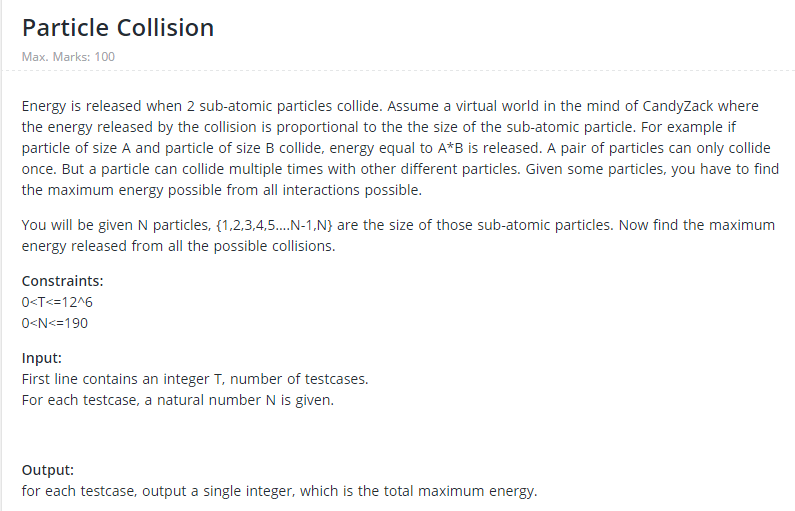 Particle Collision
Max. Marks: 100
Energy is released when 2 sub-atomic particles collide. Assume a virtual world in the mind of CandyZack where
the energy released by the collision is proportional to the the size of the sub-atomic particle. For example if
particle of size A and particle of size B collide, energy equal to A*B is released. A pair of particles can only collide
once. But a particle can collide multiple times with other different particles. Given some particles, you have to find
the maximum energy possible from all interactions possible.
You will be given N particles, {1,2,3,4,5....N-1,N} are the size of those sub-atomic particles. Now find the maximum
energy released from all the possible collisions.
Constraints:
0<T<=12^6
0<N<=190
Input:
First line contains an integer T, number of testcases.
For each testcase, a natural number N is given.
Output:
for each testcase, output a single integer, which is the total maximum energy.